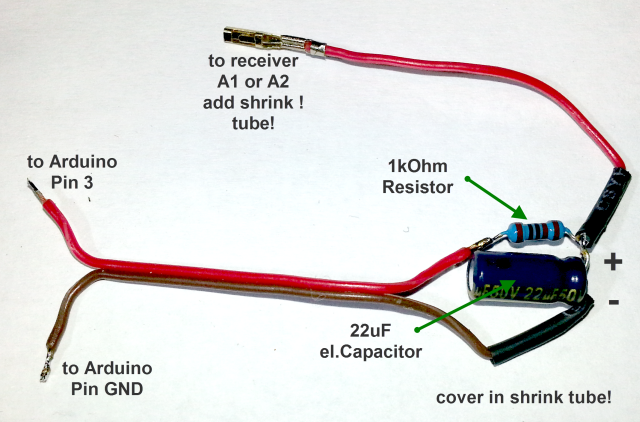 to receiver
A1 or A2
add shrink !
tube!
to Arduino
Pin 3
1kOhm
Resistor
+
-
22uF50
22uF
el.Capacitor
to Arduino
Pin GND
cover in shrink tube!